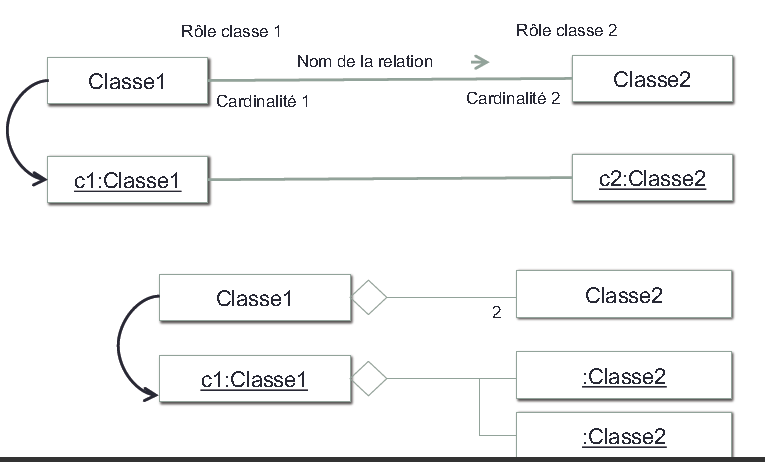 Rôle classe 1
Rôle classe 2
Nom de la relation
Classe1
Classe2
Cardinalité 1
Cardinalité 2
c1:Classe1
c2:Classe2
Classe1
Classe2
2
c1:Classe1
:Classe2
:Classe2